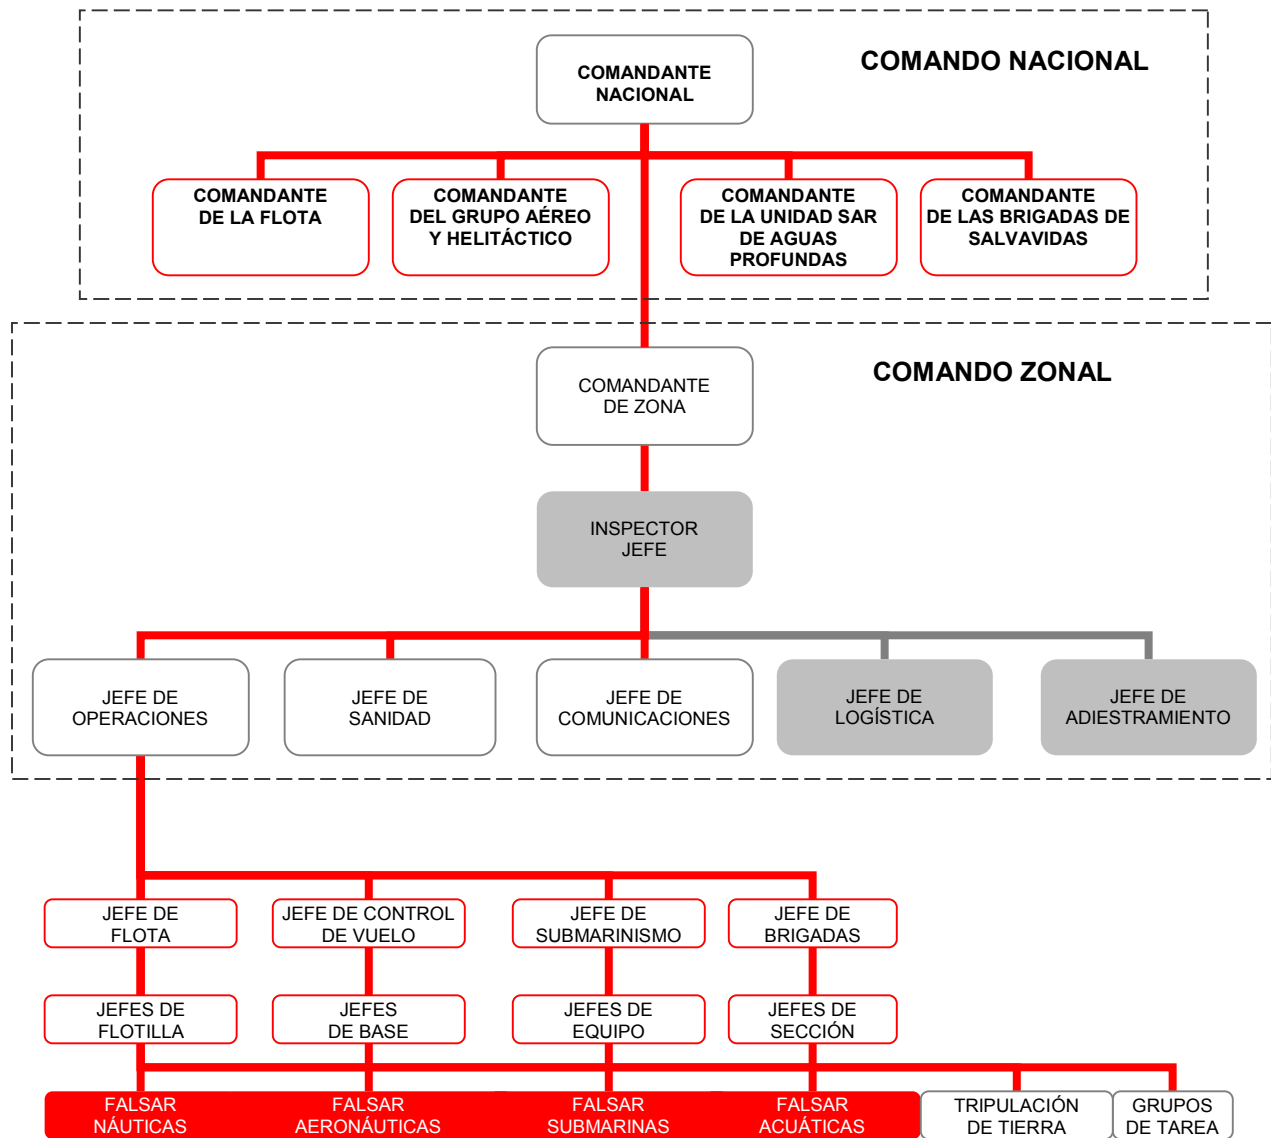 COMANDO NACIONAL
COMANDANTE
NACIONAL
COMANDANTE
DE LA FLOTA
COMANDANTE
DEL GRUPO AÉREO
Y HELITÁCTICO
COMANDANTE
DE LA UNIDAD SAR
DE AGUAS
PROFUNDAS
COMANDANTE
DE LAS BRIGADAS DE
SALVAVIDAS
COMANDO ZONAL
COMANDANTE
DE ZONA
INSPECTOR
JEFE
JEFE DE
OPERACIONES
JEFE DE
SANIDAD
JEFE DE
COMUNICACIONES
JEFE DE
LOGÍSTICA
JEFE DE
ADIESTRAMIENTO
JEFE DE
FLOTA
JEFE DE CONTROL
DE VUELO
JEFE DE
SUBMARINISMO
JEFE DE
BRIGADAS
JEFES DE
FLOTILLA
JEFES
DE BASE
JEFES DE
EQUIPO
JEFES DE
SECCIÓN
FALSAR
NÁUTICAS
FALSAR
AERONÁUTICAS
FALSAR
SUBMARINAS
FALSAR
ACUÁTICAS
TRIPULACIÓN
DE TIERRA
GRUPOS
DE TAREA